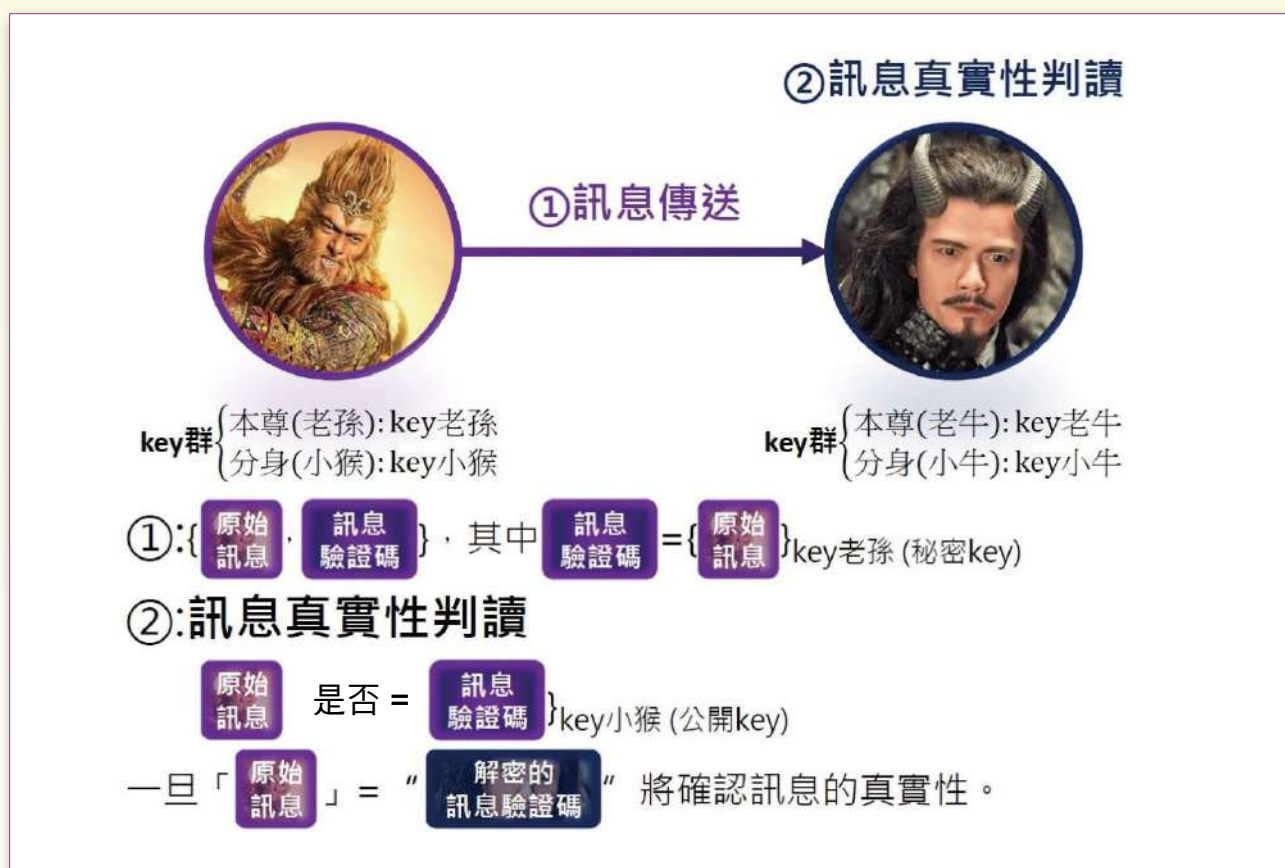 ②訊息真實性判讀
①訊息傳送
key群{本尊(老孫):key老孫
分身(小猴):key小猴
key群{本尊(老牛):key老牛
分身(小牛):key小牛
①:{原始訊息,訊息驗證碼},其中訊息驗證碼={原始訊息}key老孫 (秘密key)
②:訊息真實性判讀
原始訊息 是否 = 訊息驗證碼}key小猴 (公開key)
一旦「原始訊息」= “解密的訊息驗證碼” 將確認訊息的真實性。